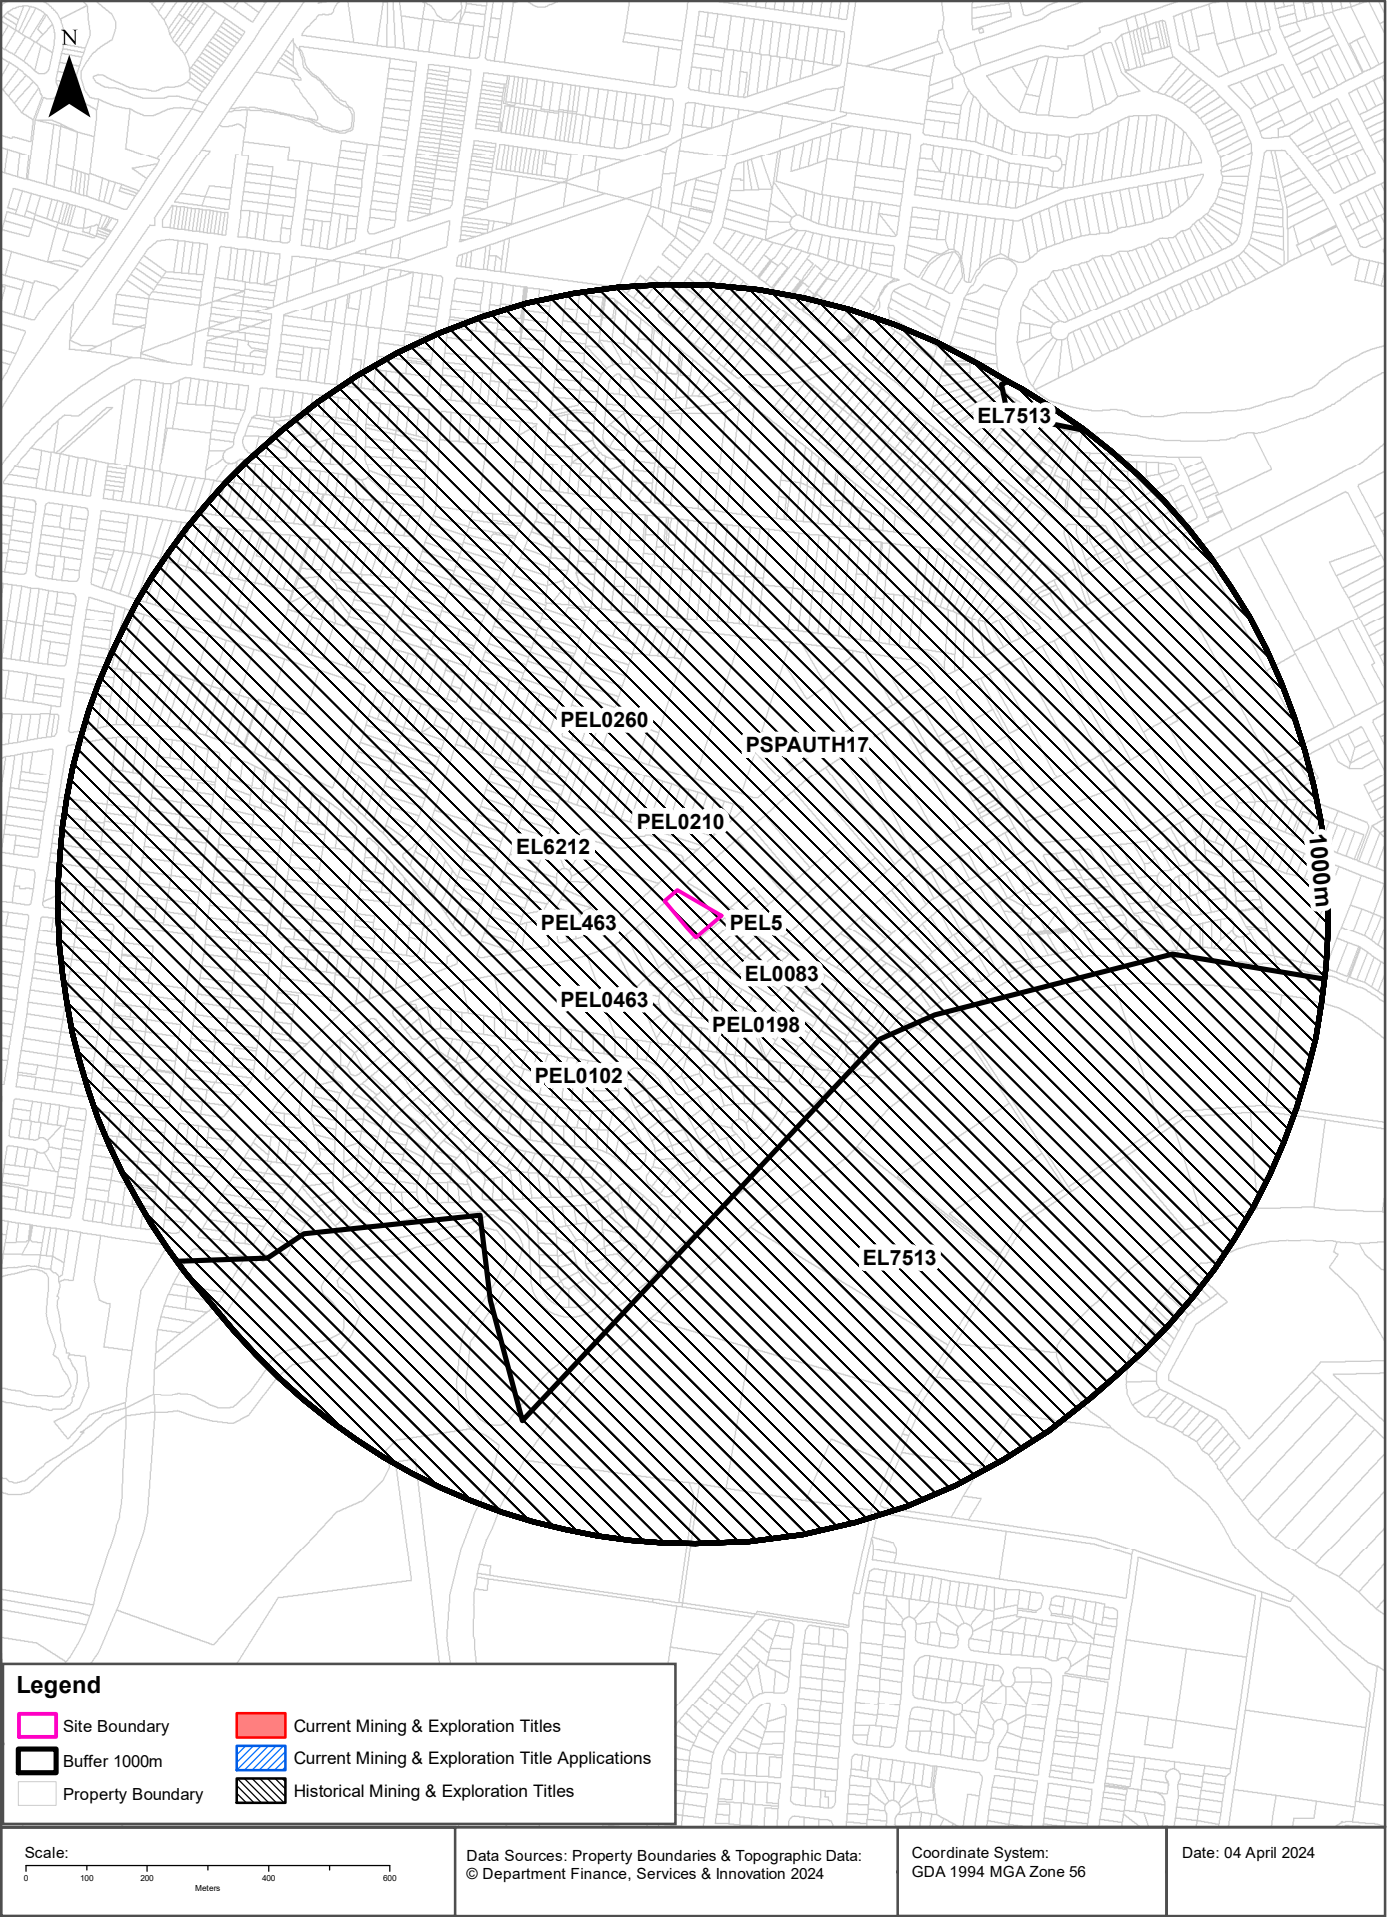 N
EL7513
PEL0260
PSPAUTH17
PEL0210
EL6212
1000m
PEL463
PEL5
EL0083
PEL0463
PEL0198
PEL0102
EL7513
Legend
Site Boundary
Buffer 1000m
Property Boundary
Current Mining & Exploration Titles
Current Mining & Exploration Title Applications
Historical Mining & Exploration Titles
Scale:
0 100 200 400 600
Meters
Data Sources: Property Boundaries & Topographic Data:
© Department Finance, Services & Innovation 2024
Coordinate System:
GDA 1994 MGA Zone 56
Date: 04 April 2024